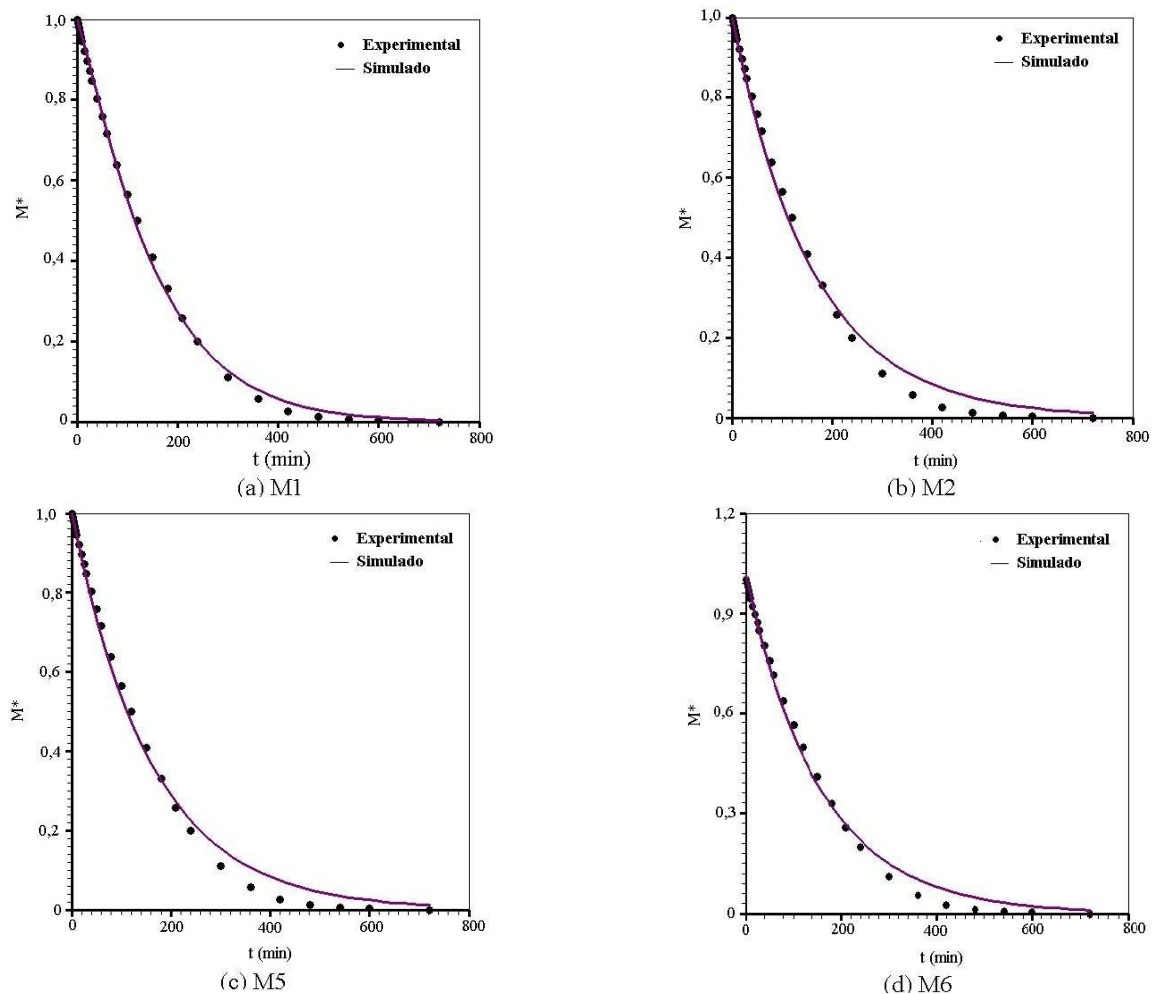 1,0
0,8
0,6
0,4
0,2
0
M*
Experimental
Simulado
0
200
400
600
800
t (min)
(a) M1
1,0
0,8
0,6
0,4
0,2
0
M*
Experimental
Simulado
0
200
400
600
800
t (min)
(b) M2
1,0
0,8
0,6
0,4
0,2
0
M*
Experimental
Simulado
0
200
400
600
800
t (min)
(c) M5
1,2
0,9
0,6
0,3
0
M*
Experimental
Simulado
0
200
400
600
800
t (min)
(d) M6